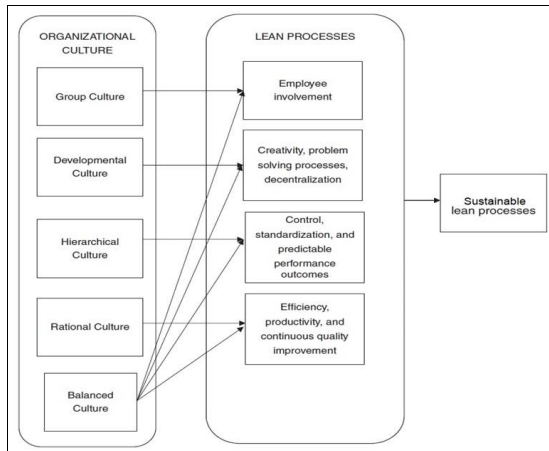 ORGANIZATIONAL
CULTURE
Group Culture
Developmental
Culture
Hierarchical
Culture
Rational Culture
Balanced
Culture
LEAN PROCESSES
Employee
involvement
Creativity, problem
solving processes,
decentralization
Control,
standardization, and
predictable
performance
outcomes
Efficiency,
productivity, and
continuous quality
improvement
Sustainable
lean processes